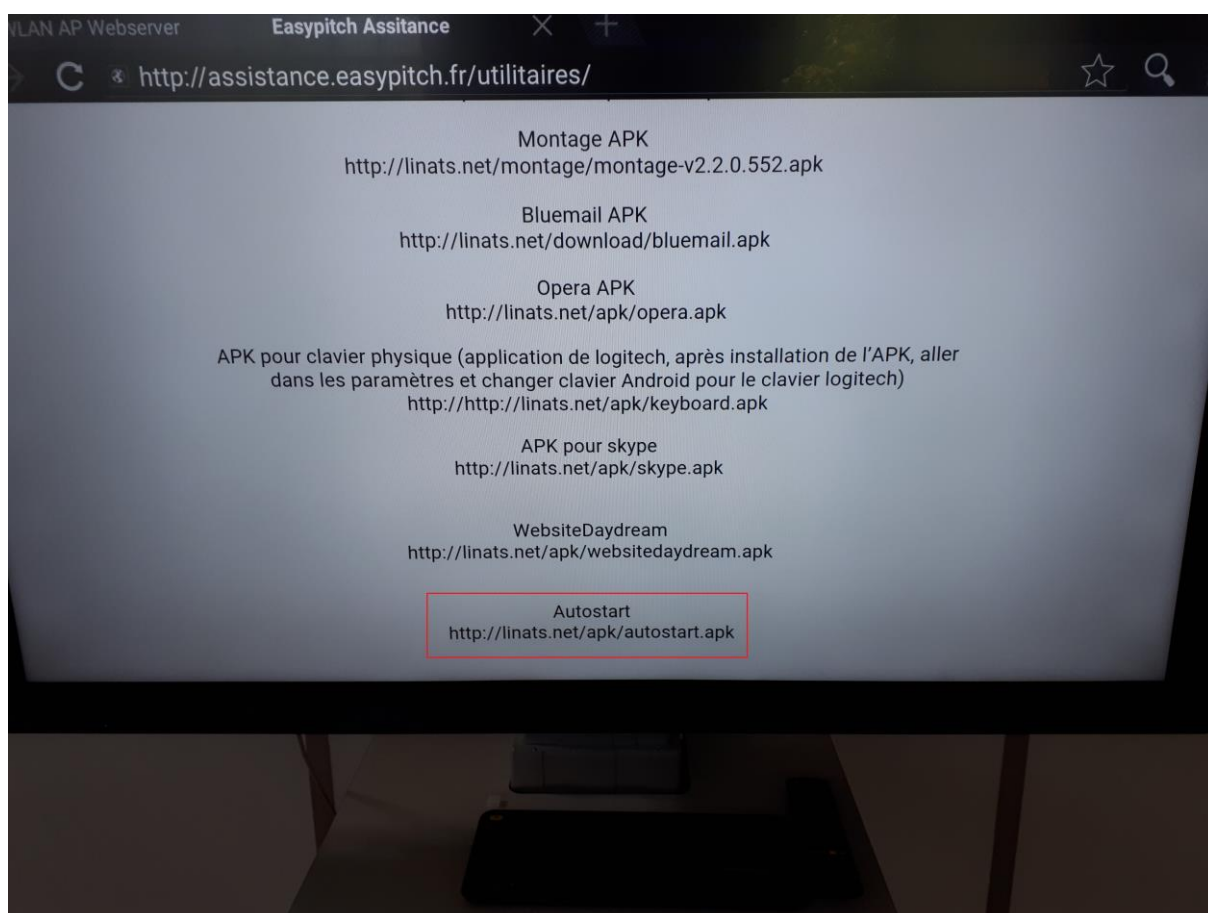 WLAN AP Webserver
Easypitch Assitance
http://assistance.easypitch.fr/utilitaires/
Montage APK
http://linats.net/montage/montage-v2.2.0.552.apk
Bluemail APK
http://linats.net/download/bluemail.apk
Opera APK
http://linats.net/apk/opera.apk
APK pour clavier physique (application de logitech, après installation de l'APK, aller
dans les paramètres et changer clavier Android pour le clavier logitech)
http://http://linats.net/apk/keyboard.apk
APK pour skype
http://linats.net/apk/skype.apk
WebsiteDaydream
http://linats.net/apk/websitedaydream.apk
Autostart
http://linats.net/apk/autostart.apk